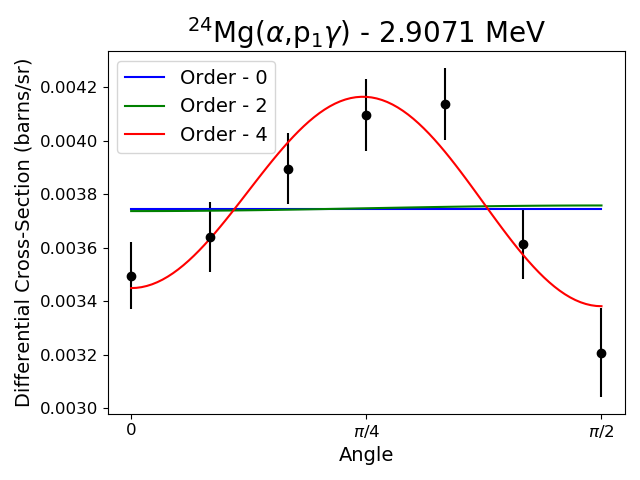 ²⁴Mg(α,p₁γ) - 2.9071 MeV
Differential Cross-Section (barns/sr)
0.0042
0.0040
0.0038
0.0036
0.0034
0.0032
0.0030
Order - 0
Order - 2
Order - 4
0
π/4
π/2
Angle